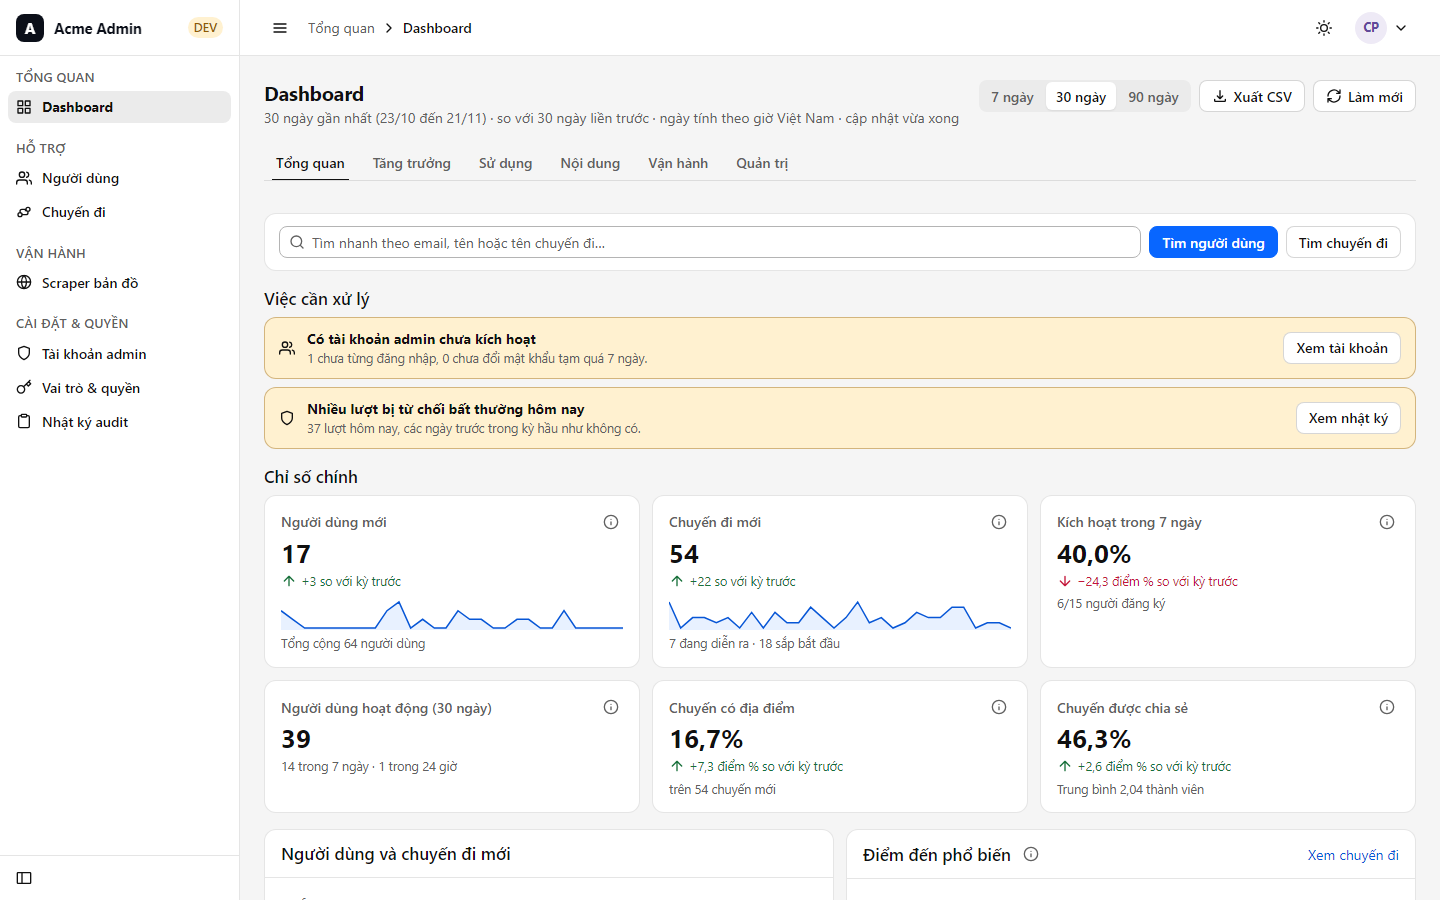 A Acme Admin DEV
TỔNG QUAN
Dashboard
HỖ TRỢ
Người dùng
Chuyến đi
VẬN HÀNH
Scraper bản đồ
CÀI ĐẶT & QUYỀN
Tài khoản admin
Vai trò & quyền
Nhật ký audit
Tổng quan Dashboard
CP
Dashboard
30 ngày gần nhất (23/10 đến 21/11) · so với 30 ngày liền trước · ngày tính theo giờ Việt Nam · cập nhật vừa xong
7 ngày 30 ngày 90 ngày Xuất CSV Làm mới
Tổng quan Tăng trưởng Sử dụng Nội dung Vận hành Quản trị
Tìm nhanh theo email, tên hoặc tên chuyến đi... Tìm người dùng Tìm chuyến đi
Việc cần xử lý
Có tài khoản admin chưa kích hoạt
1 chưa từng đăng nhập, 0 chưa đổi mật khẩu tạm quá 7 ngày.
Xem tài khoản
Nhiều lượt bị từ chối bất thường hôm nay
37 lượt hôm nay, các ngày trước trong kỳ hầu như không có.
Xem nhật ký
Chỉ số chính
Người dùng mới
17
+3 so với kỳ trước
Tổng cộng 64 người dùng
Chuyến đi mới
54
+22 so với kỳ trước
7 đang diễn ra · 18 sắp bắt đầu
Kích hoạt trong 7 ngày
40,0%
−24,3 điểm % so với kỳ trước
6/15 người đăng ký
Người dùng hoạt động (30 ngày)
39
14 trong 7 ngày · 1 trong 24 giờ
Chuyến có địa điểm
16,7%
+7,3 điểm % so với kỳ trước
trên 54 chuyến mới
Chuyến được chia sẻ
46,3%
+2,6 điểm % so với kỳ trước
Trung bình 2,04 thành viên
Người dùng và chuyến đi mới
Điểm đến phổ biến
Xem chuyến đi